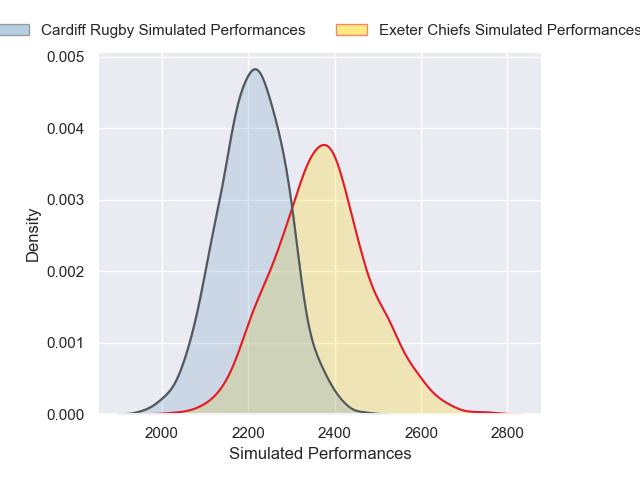 Cardiff Rugby Simulated Performances
Exeter Chiefs Simulated Performances
0.005
0.004
0.003
0.002
0.001
0.000
Density
2000
2200
2400
2600
2800
Simulated Performances